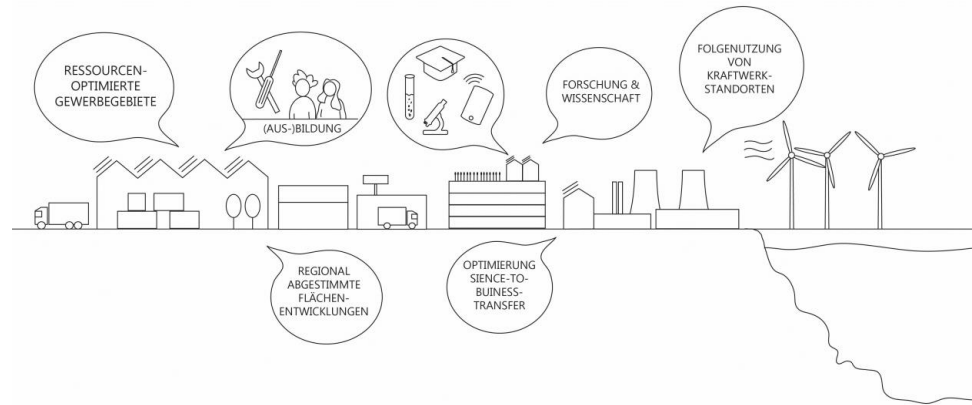 RESSOURCEN-
OPTIMIERTE
GEWERBEGEBIETE
(AUS-)BILDUNG
FORSCHUNG &
WISSENSCHAFT
FOLGENUTZUNG
VON
KRAFTWERK-
STANDORTEN
REGIONAL
ABGESTIMMTE
FLÄCHEN-
ENTWICKLUNGEN
OPTIMIERUNG
SIENCE-TO-
BUINESS-
TRANSFER